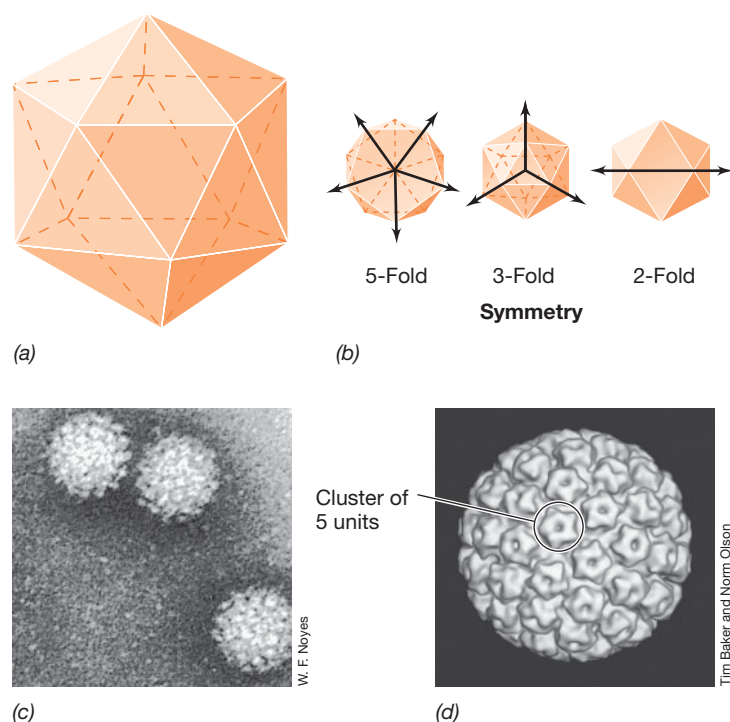 5-Fold
3-Fold
2-Fold
Symmetry
(a)
(b)
Cluster of
5 units
W. F. Noyes
Tim Baker and Norm Olson
(c)
(d)